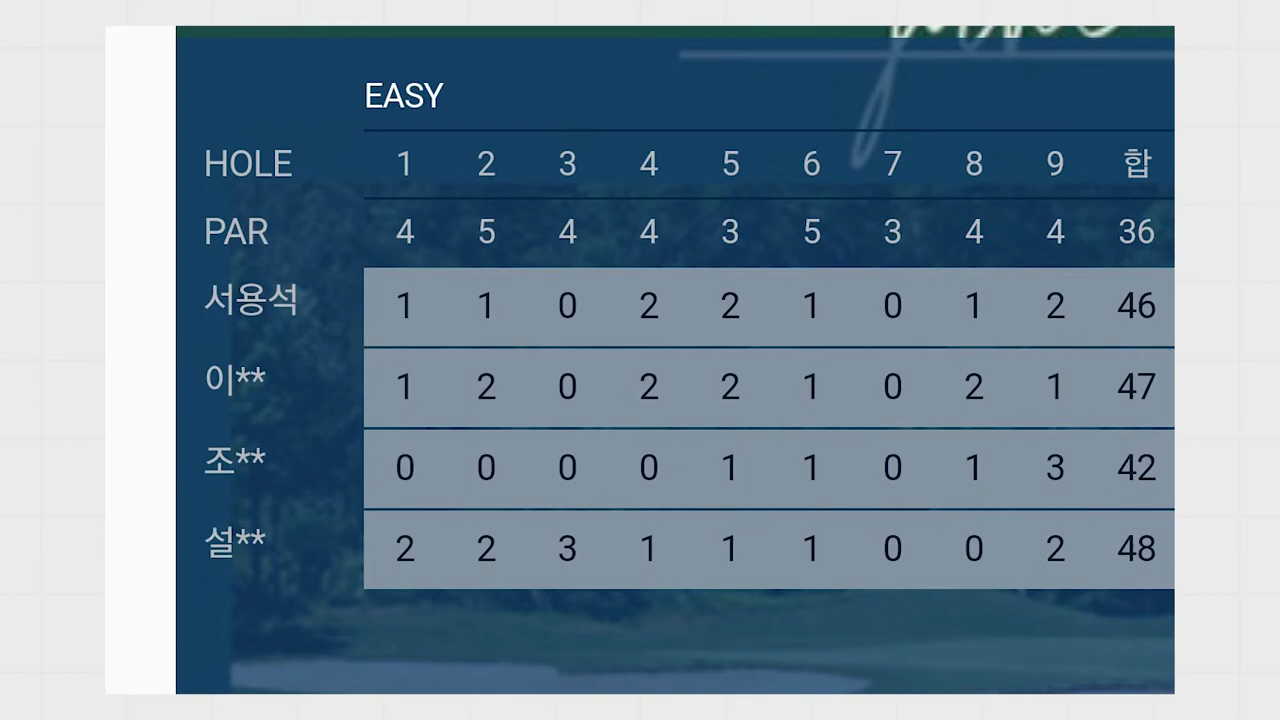 EASY
HOLE 1 2 3 4 5 6 7 8 9 합
PAR 4 5 4 4 3 5 3 4 4 36
서용석 1 1 0 2 2 1 0 1 2 46
이** 1 2 0 2 2 1 0 2 1 47
조** 0 0 0 0 1 1 0 1 3 42
설** 2 2 3 1 1 1 0 0 2 48